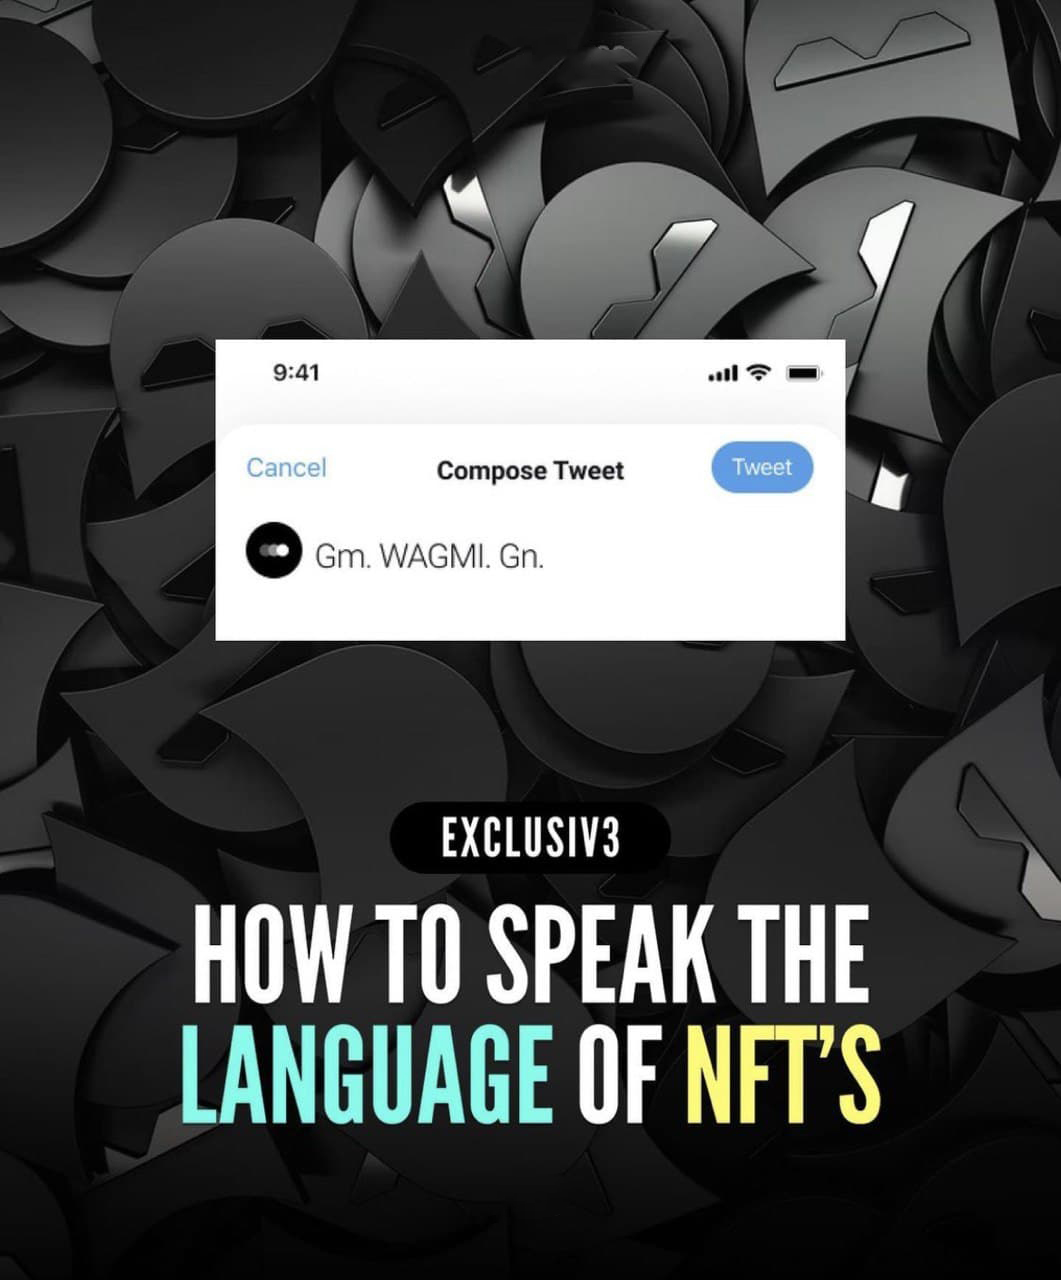 9:41
Cancel Compose Tweet Tweet
Gm. WAGMI. Gn.
EXCLUSIV3
HOW TO SPEAK THE
LANGUAGE OF NFT’S